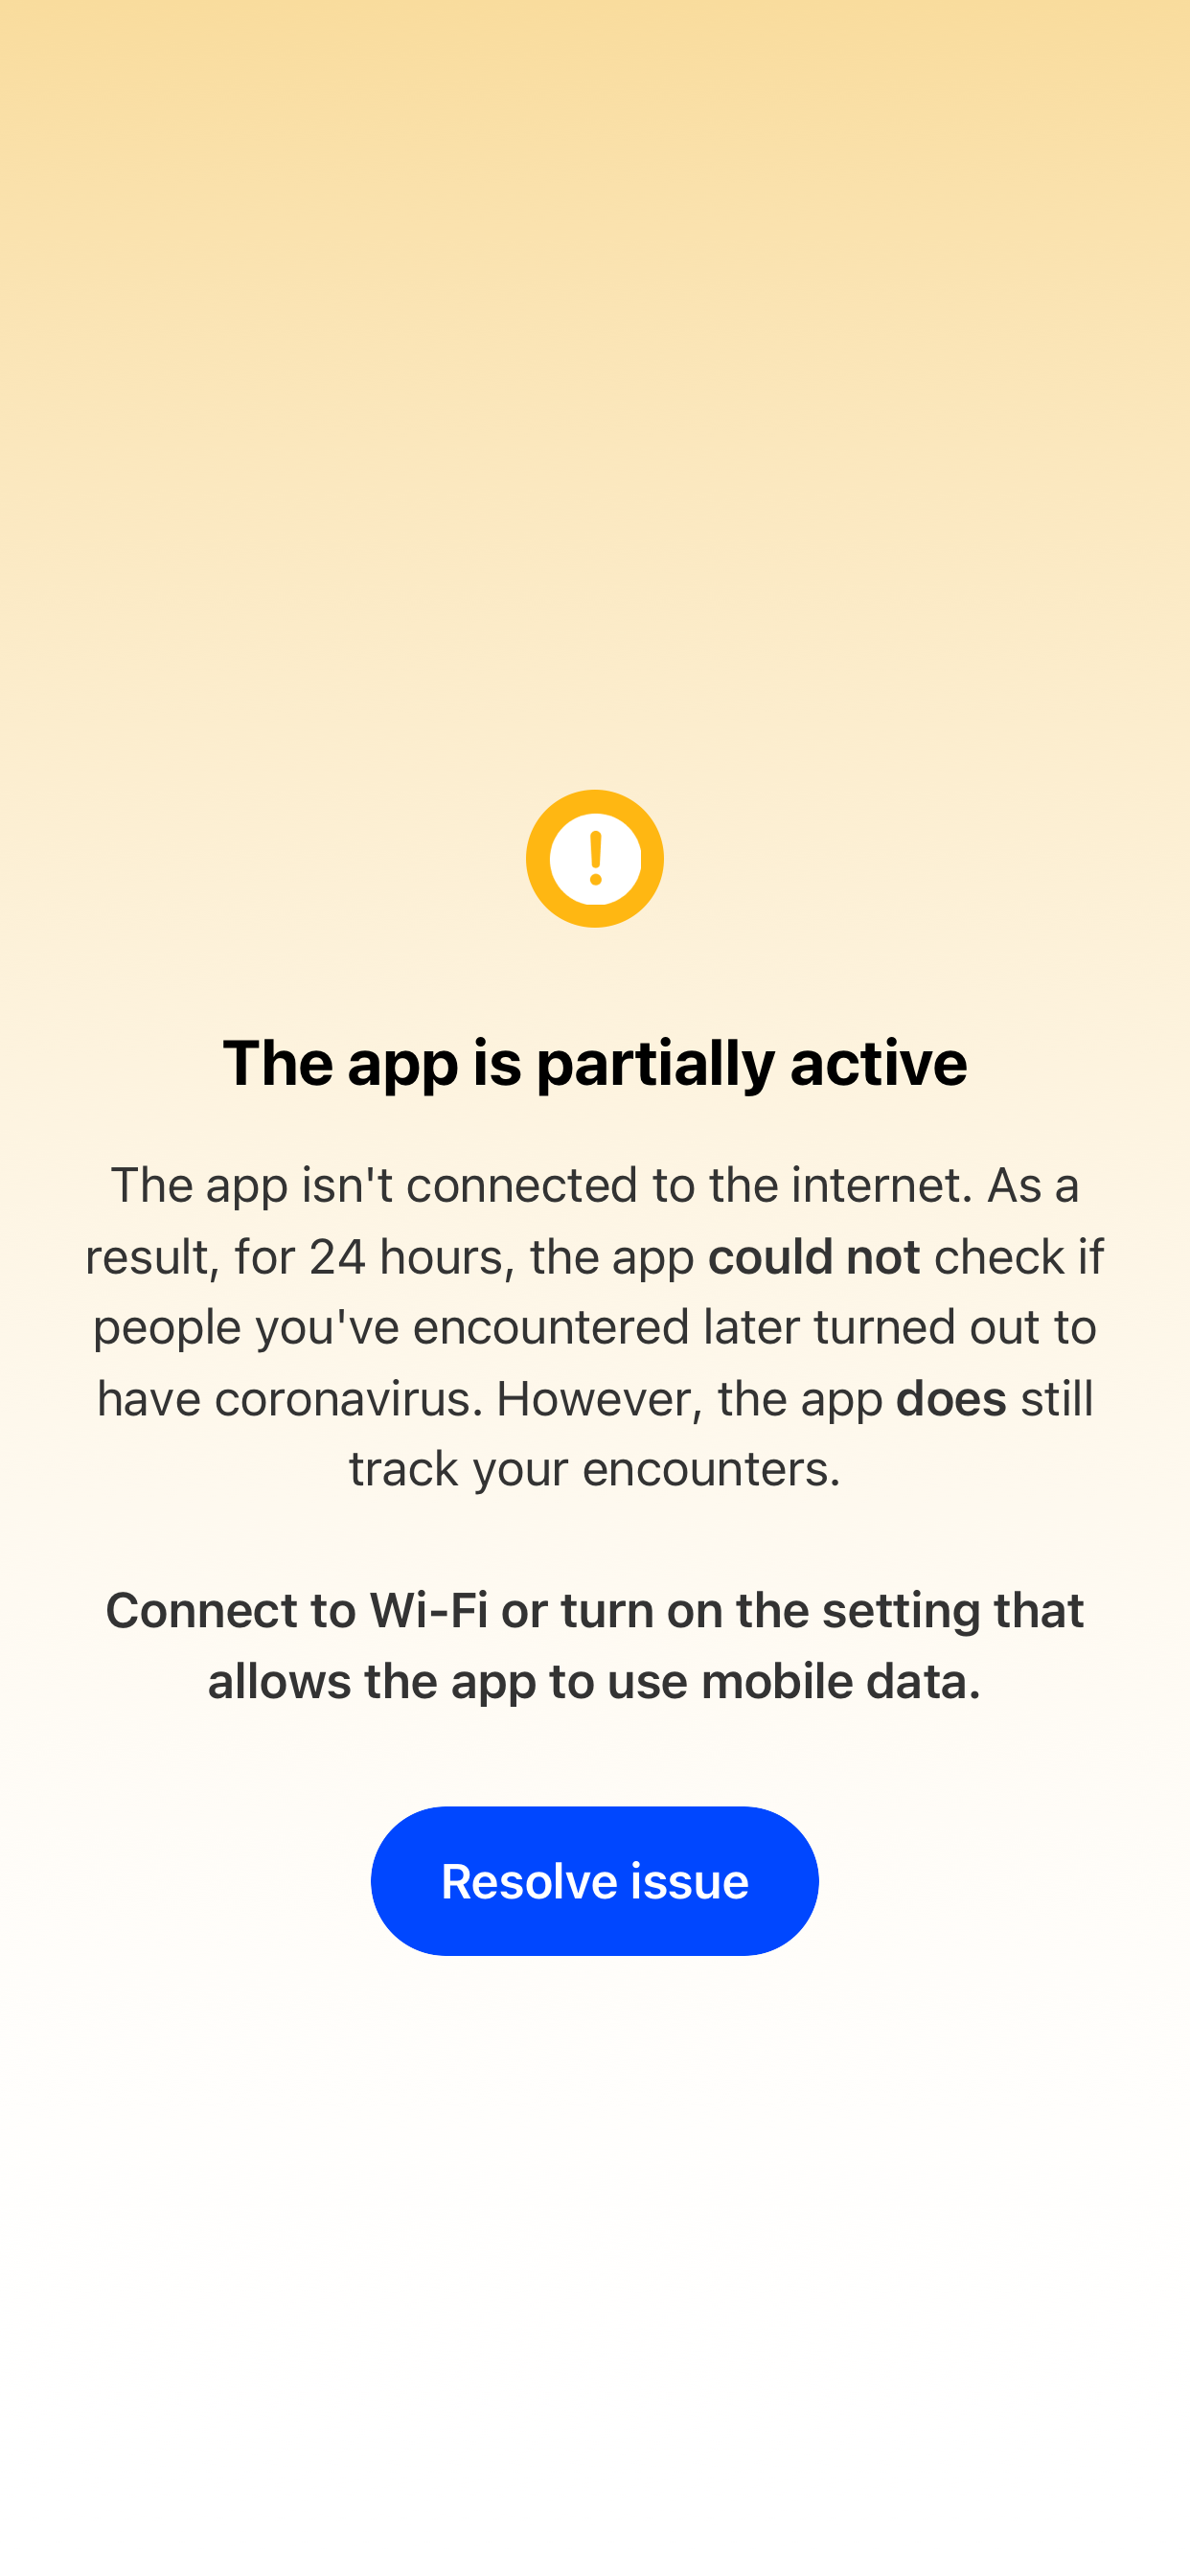 The app is partially active
The app isn't connected to the internet. As a
result, for 24 hours, the app could not check if
people you've encountered later turned out to
have coronavirus. However, the app does still
track your encounters.
Connect to Wi-Fi or turn on the setting that
allows the app to use mobile data.
Resolve issue